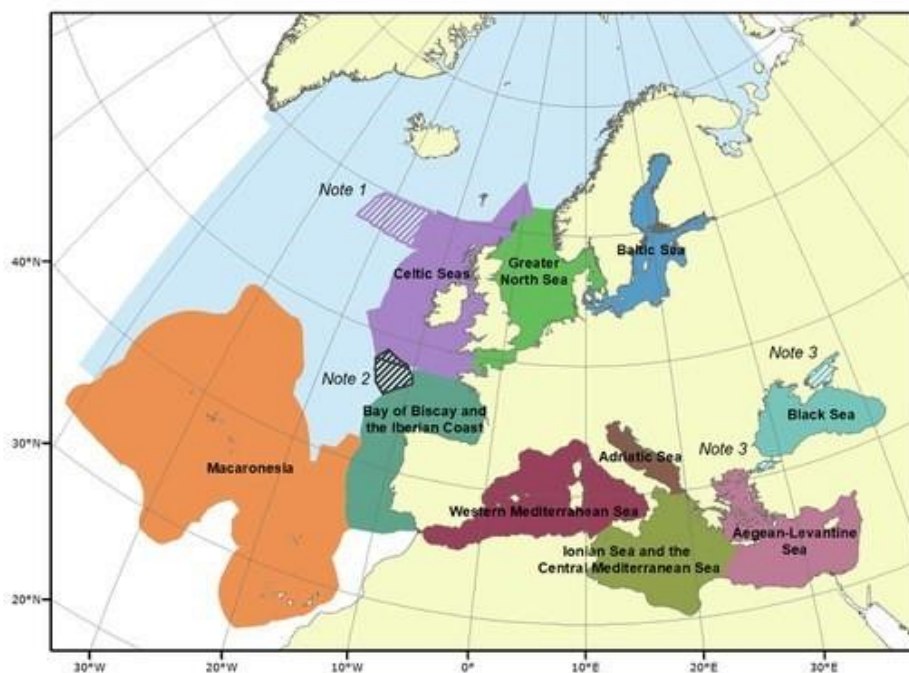 Note 1
Baltic Sea
Greater
North Sea
Celtic Seas
40°N
Note 3
Note 2
Bay of Biscay and
the Iberian Coast
Black Sea
30°N
Note 3
Adriatic Sea
Macaronesia
Western Mediterranean Sea
Aegean-Levantine
Sea
Ionian Sea and the
Central Mediterranean Sea
20°N
30°W
20°W
10°W
0°
10°E
20°E
30°E